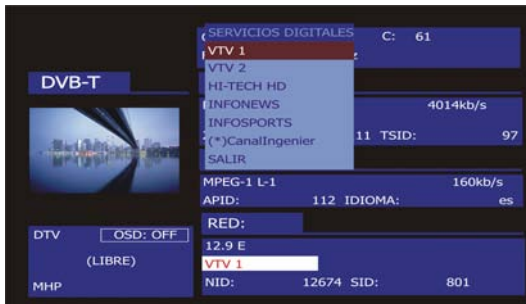 SERVICIOS DIGITALES
C: 61
VTV 1
z
VTV 2
DVB-T
HI-TECH HD
INFONEWS
4014kb/s
INFOSPORTS
(*)CanalIngenier
11 TSID: 97
SALIR
MPEG-1 L-1 160kb/s
APID: 112 IDIOMA: es
RED:
DTV OSD: OFF
12.9 E
(LIBRE)
VTV 1
MHP
NID: 12674 SID: 801